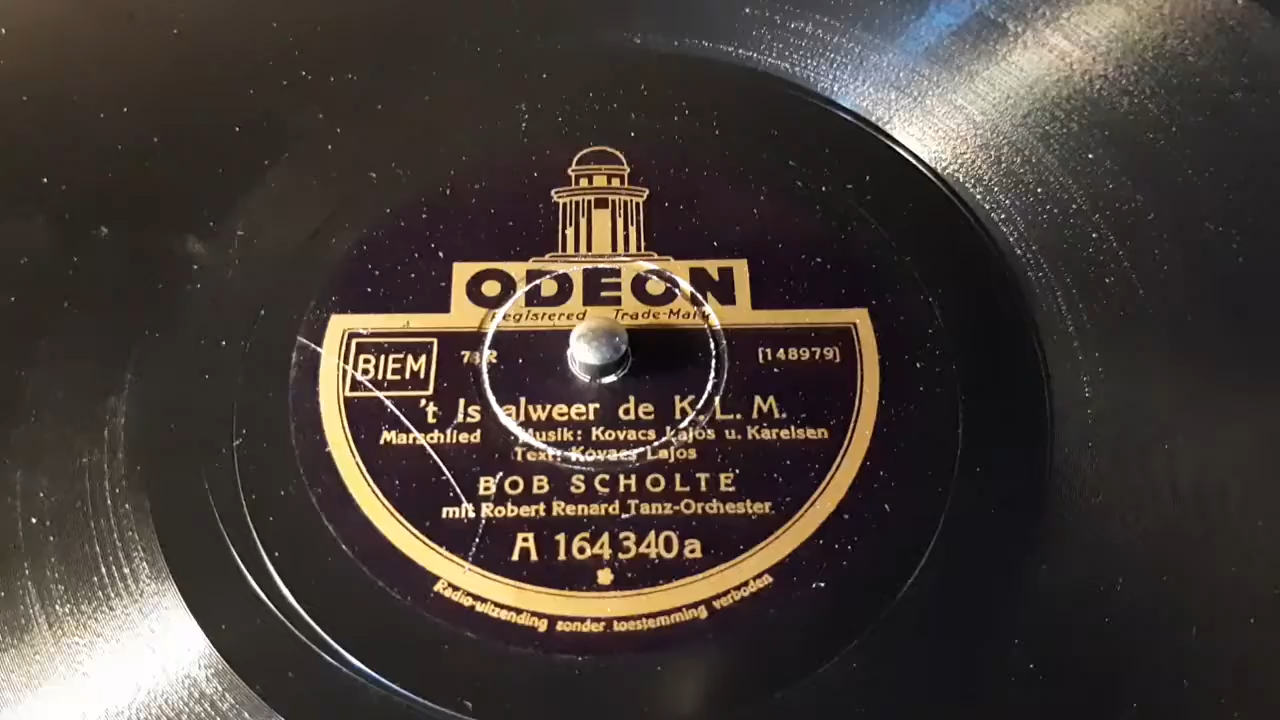 ODEON
Registered Trade-Mark
BIEM 78R [148979]
't Is alweer de K.L.M.
Marschlied Musik: Kovacs Lajos u. Karelsen
Text: Kovacs Lajos
BOB SCHOLTE
mit Robert Renard Tanz-Orchester
A 164340a
Radio-uitzending zonder toestemming verboden